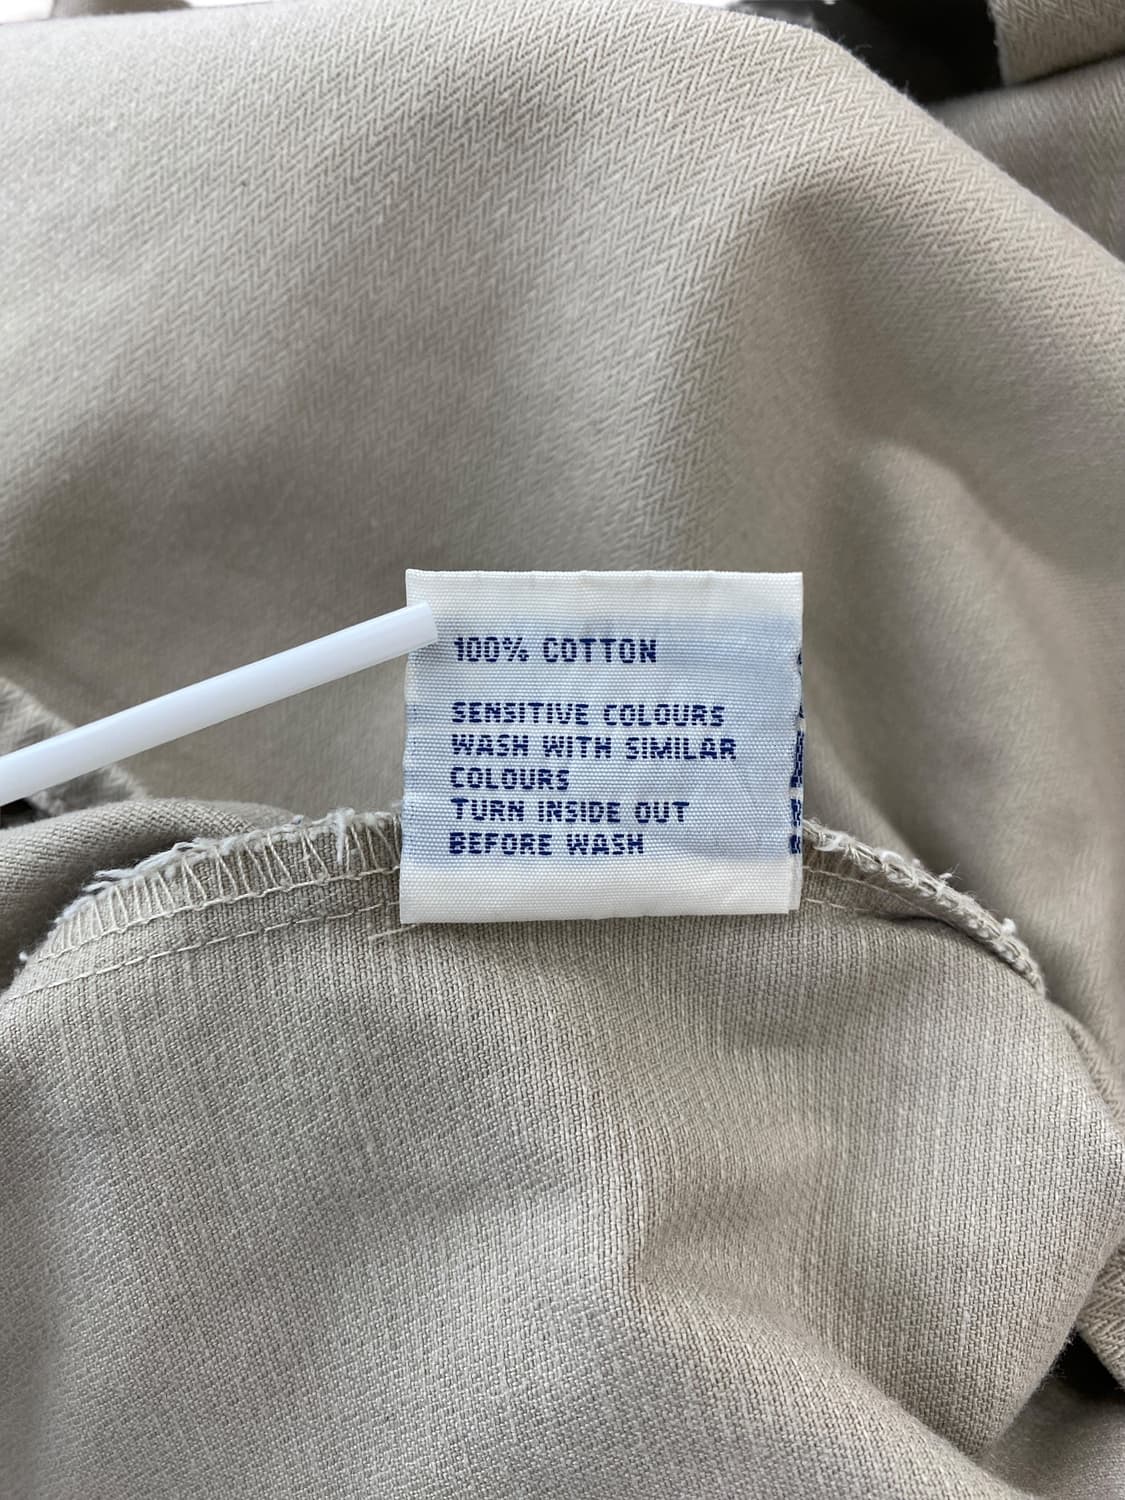 100% COTTON
SENSITIVE COLOURS
WASH WITH SIMILAR
COLOURS
TURN INSIDE OUT
BEFORE WASH